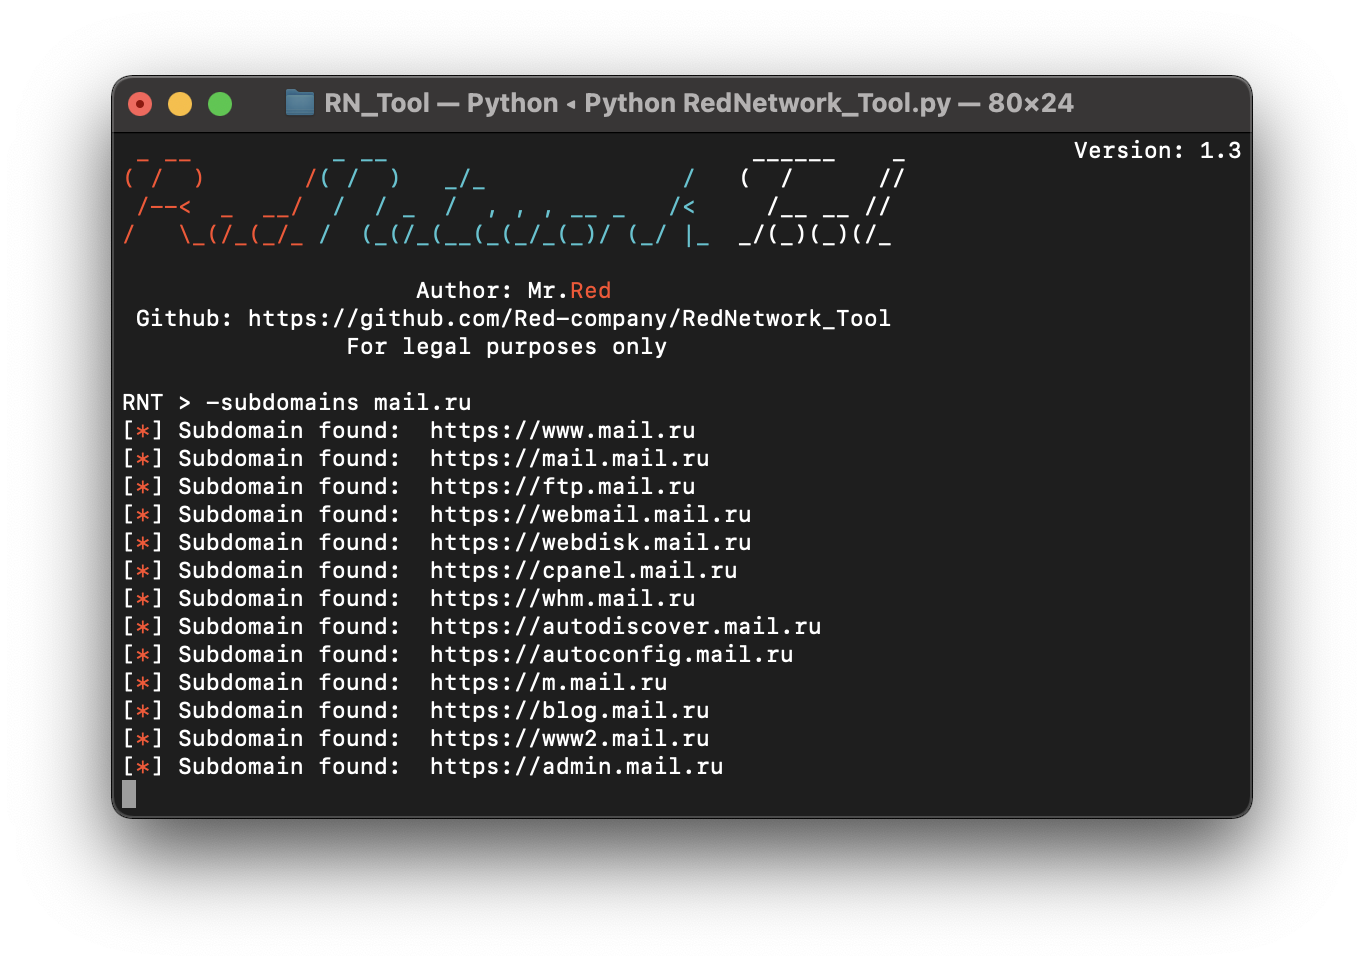 RN_Tool — Python ◂ Python RedNetwork_Tool.py — 80×24
Version: 1.3
Red Network Tool
Author: Mr.Red
Github: https://github.com/Red-company/RedNetwork_Tool
For legal purposes only
RNT > -subdomains mail.ru
[*] Subdomain found:  https://www.mail.ru
[*] Subdomain found:  https://mail.mail.ru
[*] Subdomain found:  https://ftp.mail.ru
[*] Subdomain found:  https://webmail.mail.ru
[*] Subdomain found:  https://webdisk.mail.ru
[*] Subdomain found:  https://cpanel.mail.ru
[*] Subdomain found:  https://whm.mail.ru
[*] Subdomain found:  https://autodiscover.mail.ru
[*] Subdomain found:  https://autoconfig.mail.ru
[*] Subdomain found:  https://m.mail.ru
[*] Subdomain found:  https://blog.mail.ru
[*] Subdomain found:  https://www2.mail.ru
[*] Subdomain found:  https://admin.mail.ru